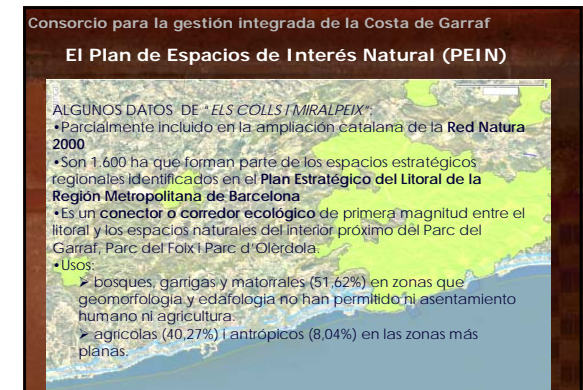 Consorcio para la gestión integrada de la Costa de Garraf
El Plan de Espacios de Interés Natural (PEIN)
ALGUNOS DATOS DE "ELS COLLS I MIRALPEIX":
•Parcialmente incluido en la ampliación catalana de la Red Natura
2000
•Son 1.600 ha que forman parte de los espacios estratégicos
regionales identificados en el Plan Estratégico del Litoral de la
Región Metropolitana de Barcelona
•Es un conector o corredor ecológico de primera magnitud entre el
litoral y los espacios naturales del interior próximo del Parc del
Garraf, Parc del Foix i Parc d'Olèrdola.
•Usos:
➢ bosques, garrigas y matorrales (51,62%) en zonas que
geomorfología y edafología no han permitido ni asentamiento
humano ni agricultura.
➢ agrícolas (40,27%) i antrópicos (8,04%) en las zonas más
planas.